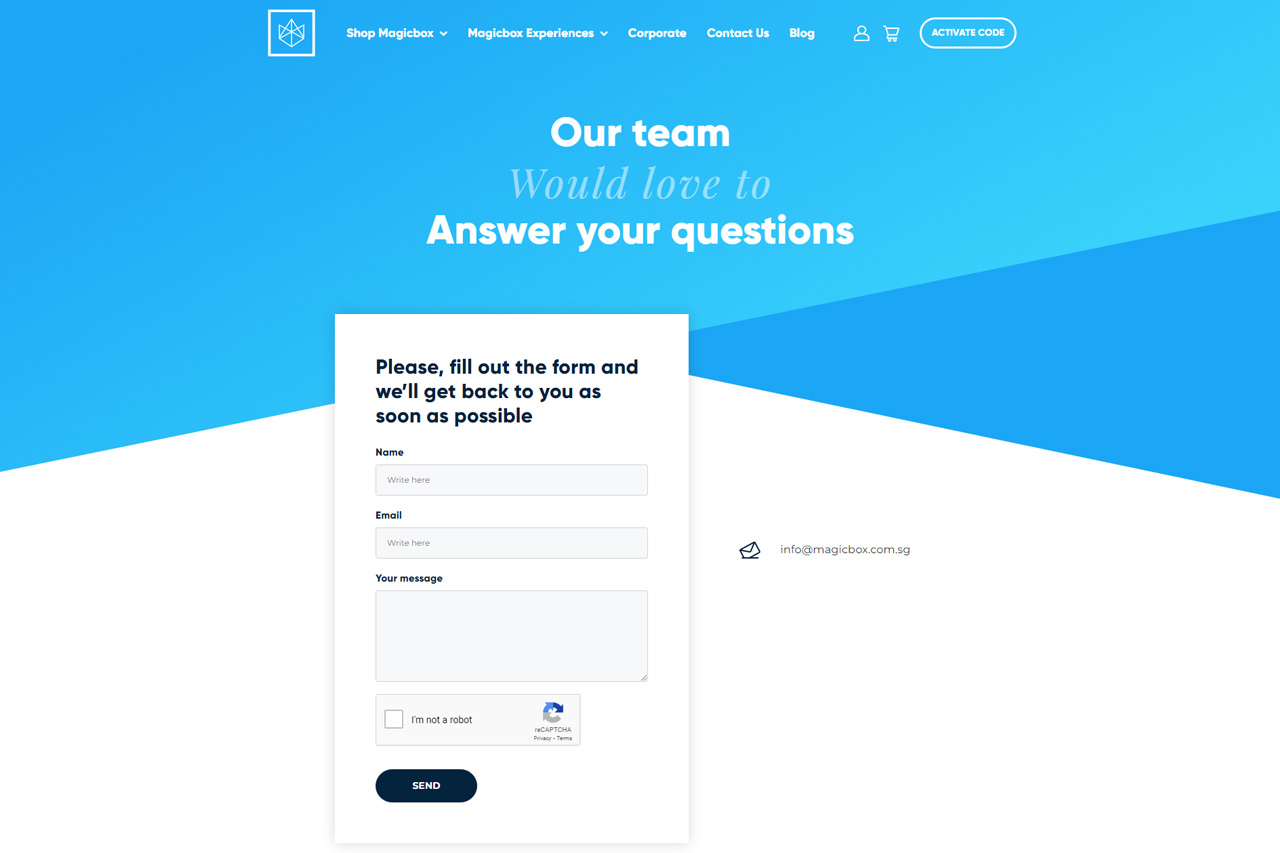 Shop Magicbox Magicbox Experiences Corporate Contact Us Blog ACTIVATE CODE
Our team
Would love to
Answer your questions
Please, fill out the form and
we’ll get back to you as
soon as possible
Name
Write here
Email
Write here
info@magicbox.com.sg
Your message
I'm not a robot
reCAPTCHA
Privacy - Terms
SEND